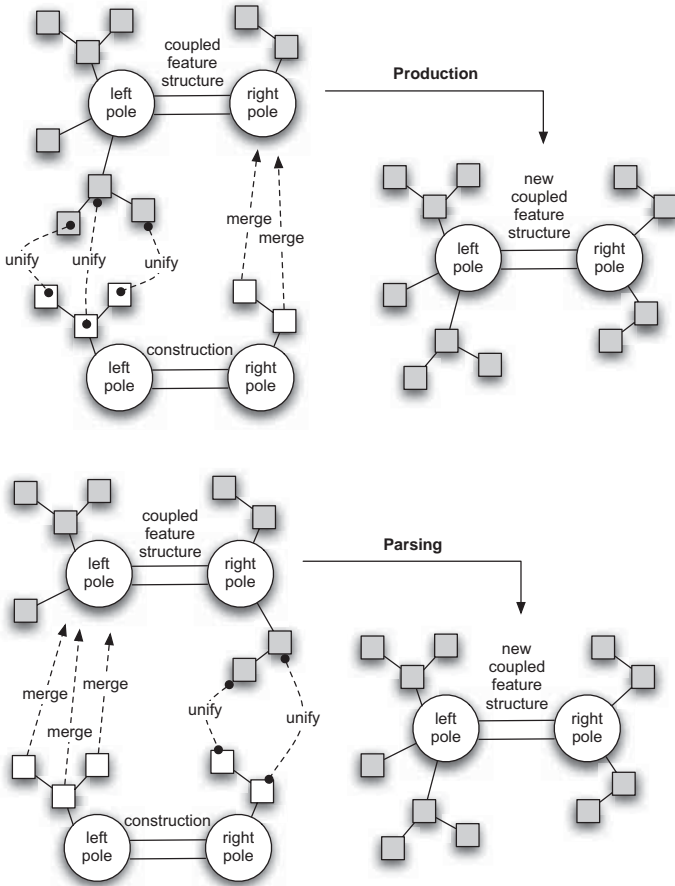 coupled
feature
structure
left
pole
right
pole
Production
new
coupled
feature
structure
left
pole
right
pole
merge
merge
unify
unify
unify
construction
left
pole
right
pole
coupled
feature
structure
left
pole
right
pole
Parsing
new
coupled
feature
structure
left
pole
right
pole
merge
merge
merge
unify
unify
construction
left
pole
right
pole